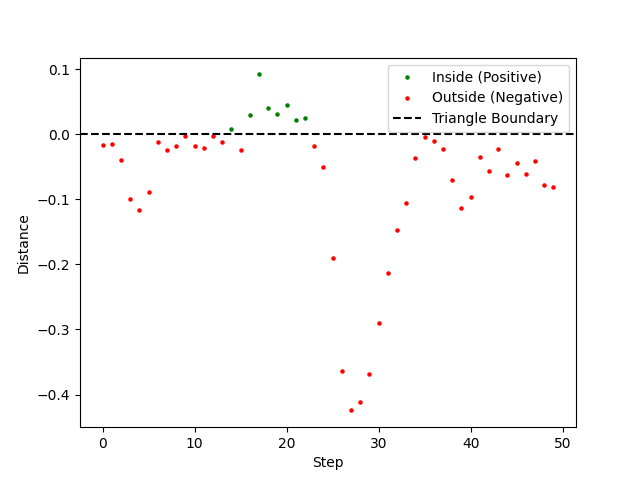 0.1
0.0
−0.1
−0.2
−0.3
−0.4
Distance
Inside (Positive)
Outside (Negative)
Triangle Boundary
0 10 20 30 40 50
Step